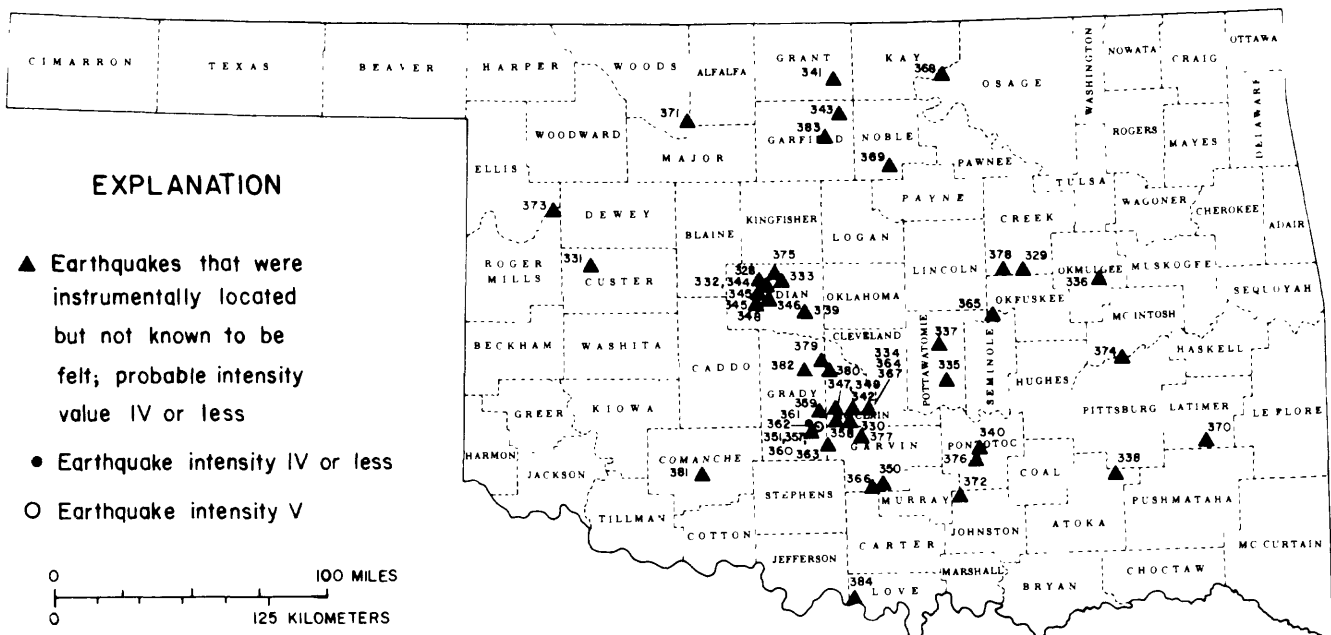 CIMARRON
TEXAS
BEAVER
HARPER
WOODS
ALFALFA
GRANT
KAY
OSAGE
WASHINGTON
NOWATA
CRAIG
OTTAWA
341
368
371
343
383
WOODWARD
MAJOR
GARFIELD
NOBLE
369
PAWNEE
ROGERS
MAYES
DELAWARE
ELLIS
373
DEWEY
BLAINE
KINGFISHER
LOGAN
PAYNE
CREEK
TULSA
WAGONER
CHEROKEE
ADAIR
ROGER
MILLS
331
CUSTER
375
328
333
332, 344
345
DIAN
345
346
348
339
OKLAHOMA
LINCOLN
378
329
OKMULGEE
336
MUSKOGEE
SEQUOYAH
OKFUSKEE
365
MC INTOSH
BECKHAM
WASHITA
CADDO
CLEVELAND
379
382
380
334
364
367
POTTAWATOMIE
337
335
SEMINOLE
HUGHES
374
HASKELL
GREER
KIOWA
GRADY
347
349
342
359
361
CLAIN
362
330
351
358
377
360
363
GARVIN
PITTSBURG
LATIMER
LE FLORE
370
HARMON
JACKSON
COMANCHE
381
STEPHENS
366
350
MURRAY
340
PONTOTOC
376
372
COAL
338
PUSHMATAHA
TILLMAN
COTTON
JEFFERSON
CARTER
JOHNSTON
ATOKA
MC CURTAIN
MARSHALL
BRYAN
CHOCTAW
384
LOVE
EXPLANATION
Earthquakes that were
instrumentally located
but not known to be
felt; probable intensity
value IV or less
Earthquake intensity IV or less
Earthquake intensity V
0 100 MILES
0 125 KILOMETERS